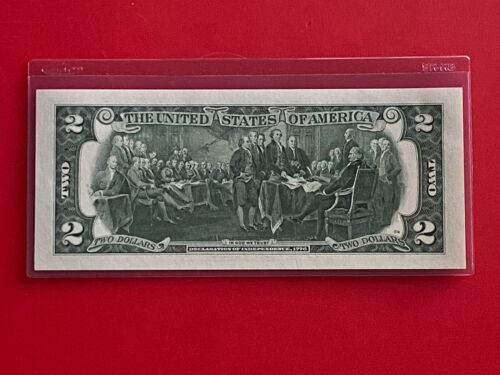 2
THE UNITED STATES OF AMERICA
2
TWO
TWO
2
TWO DOLLARS
IN GOD WE TRUST
DECLARATION OF INDEPENDENCE, 1776
TWO DOLLARS
2